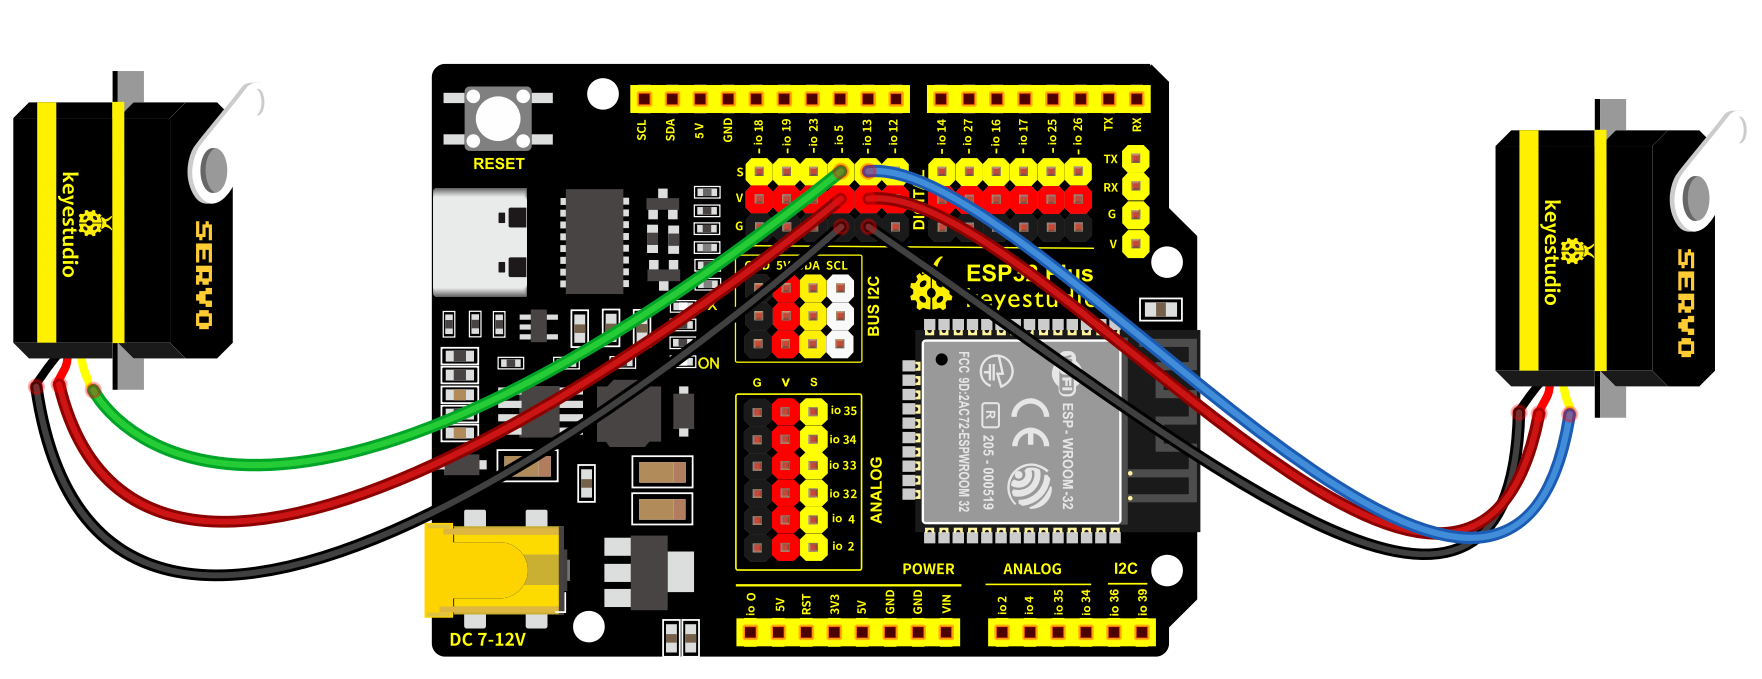 keyestudio
SERVO
RESET
SCL
SDA
5V
GND
io 18
io 19
io 23
io 5
io 13
io 12
io 14
io 27
io 16
io 17
io 25
io 26
TX
RX
S
V
G
TX
RX
G
V
5V
SCL
BUS I2C
ESP32 Plus
keyestudio
ON
G V S
io 35
io 34
io 33
io 32
io 4
io 2
ANALOG
FCC 9D:2AC72-ESPWROOM 32
R
205 - 000519
CE
ESP - WROOM -32
DC 7-12V
POWER
ANALOG
I2C
io 0
5V
RST
3V3
5V
GND
GND
VIN
io 2
io 4
io 35
io 34
io 36
io 39
keyestudio
SERVO